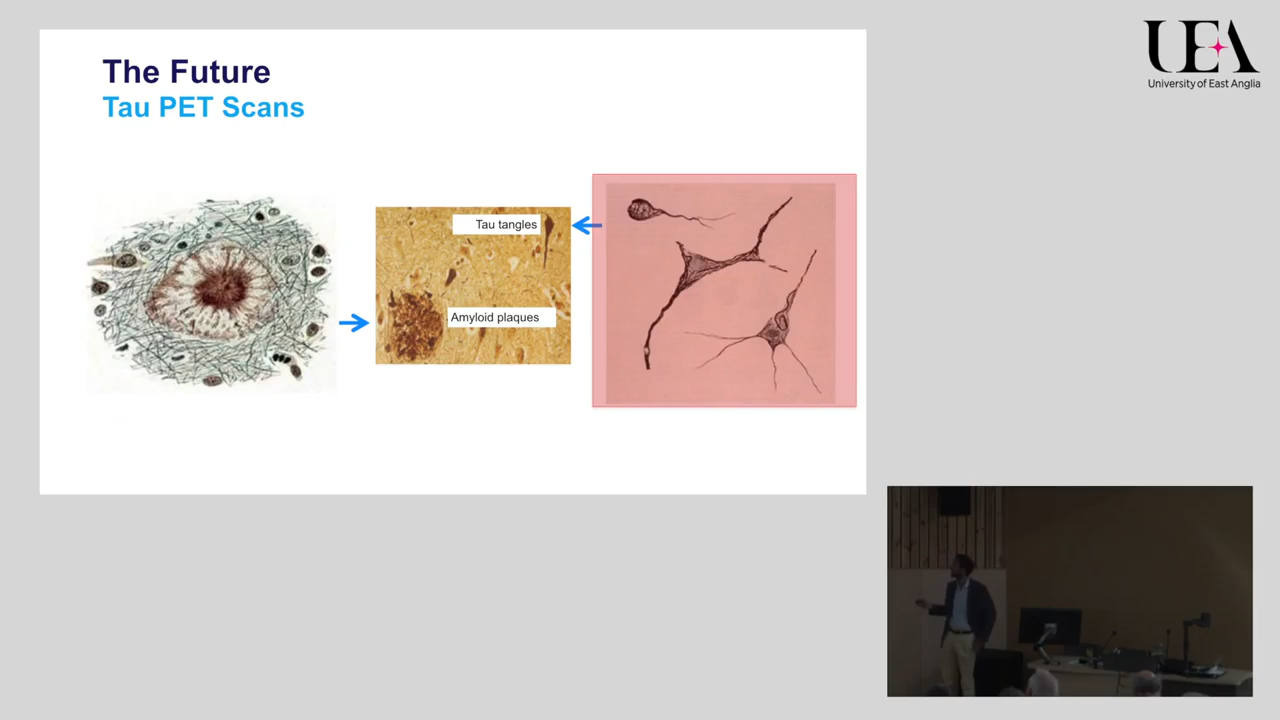 The Future
Tau PET Scans
Tau tangles
Amyloid plaques
UEA
University of East Anglia